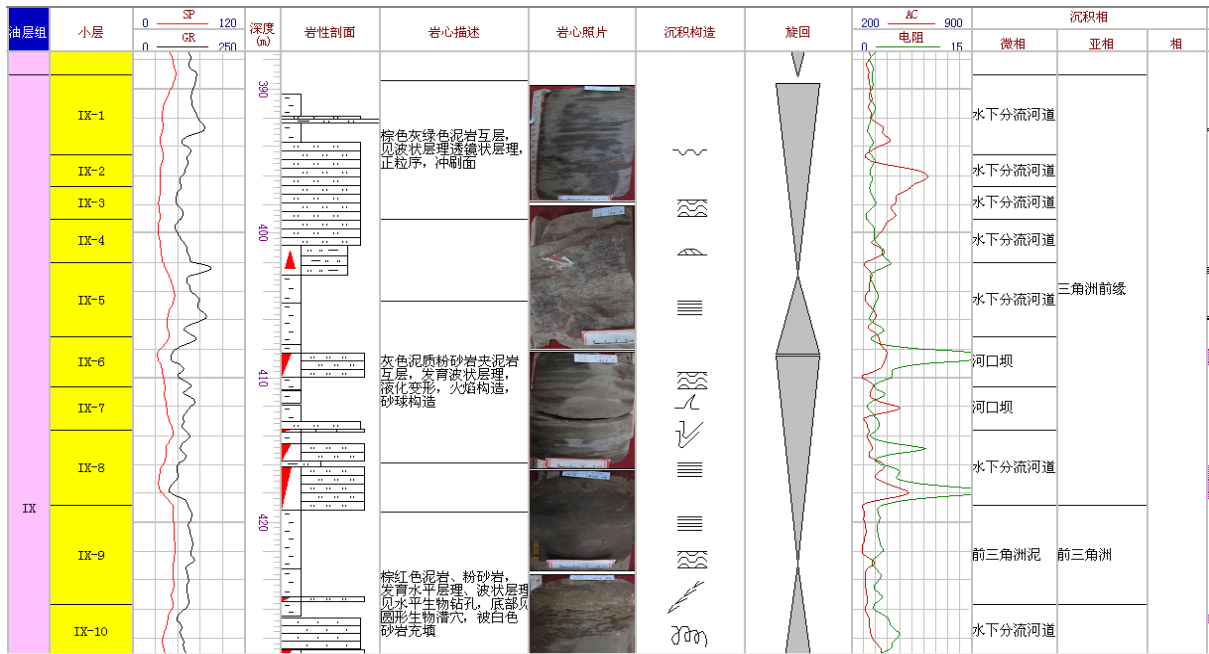 油层组
小层
0 SP 120
0 GR 250
深度
(m)
岩性剖面
岩心描述
岩心照片
沉积构造
旋回
200 AC 900
0 电阻 15
沉积相
微相
亚相
相
IX
IX-1
IX-2
IX-3
IX-4
IX-5
IX-6
IX-7
IX-8
IX-9
IX-10
390
400
410
420
棕色灰绿色泥岩互层，
见波状层理透镜状层理，
正粒序，冲刷面
灰色泥质粉砂岩夹泥岩
互层，发育波状层理，
液化变形，火焰构造，
砂球构造
棕红色泥岩、粉砂岩，
发育水平层理、波状层理
见水平生物钻孔，底部见
圆形生物潜穴，被白色
砂岩充填
水下分流河道
水下分流河道
水下分流河道
水下分流河道
水下分流河道
河口坝
河口坝
水下分流河道
前三角洲泥
水下分流河道
三角洲前缘
前三角洲